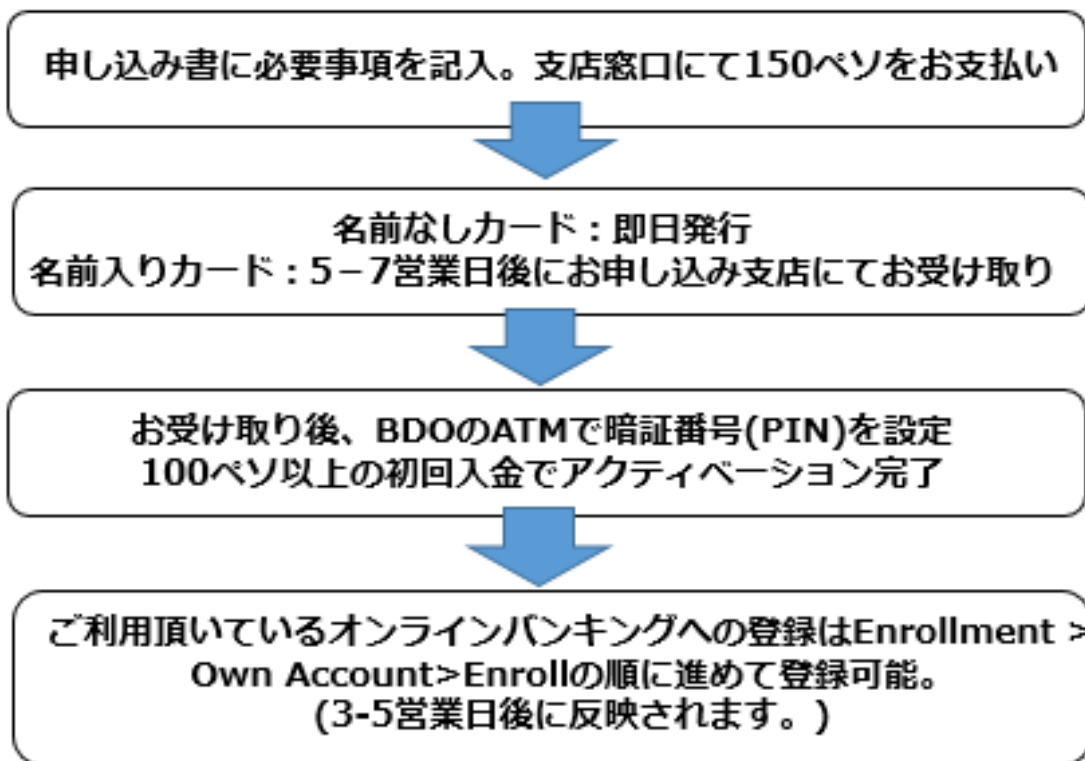 申し込み書に必要事項を記入。支店窓口にて150ペソをお支払い
名前なしカード：即日発行
名前入りカード：5－7営業日後にお申し込み支店にてお受け取り
お受け取り後、BDOのATMで暗証番号(PIN)を設定
100ペソ以上の初回入金でアクティベーション完了
ご利用頂いているオンラインバンキングへの登録はEnrollment >
Own Account>Enrollの順に進めて登録可能。
(3-5営業日後に反映されます。)